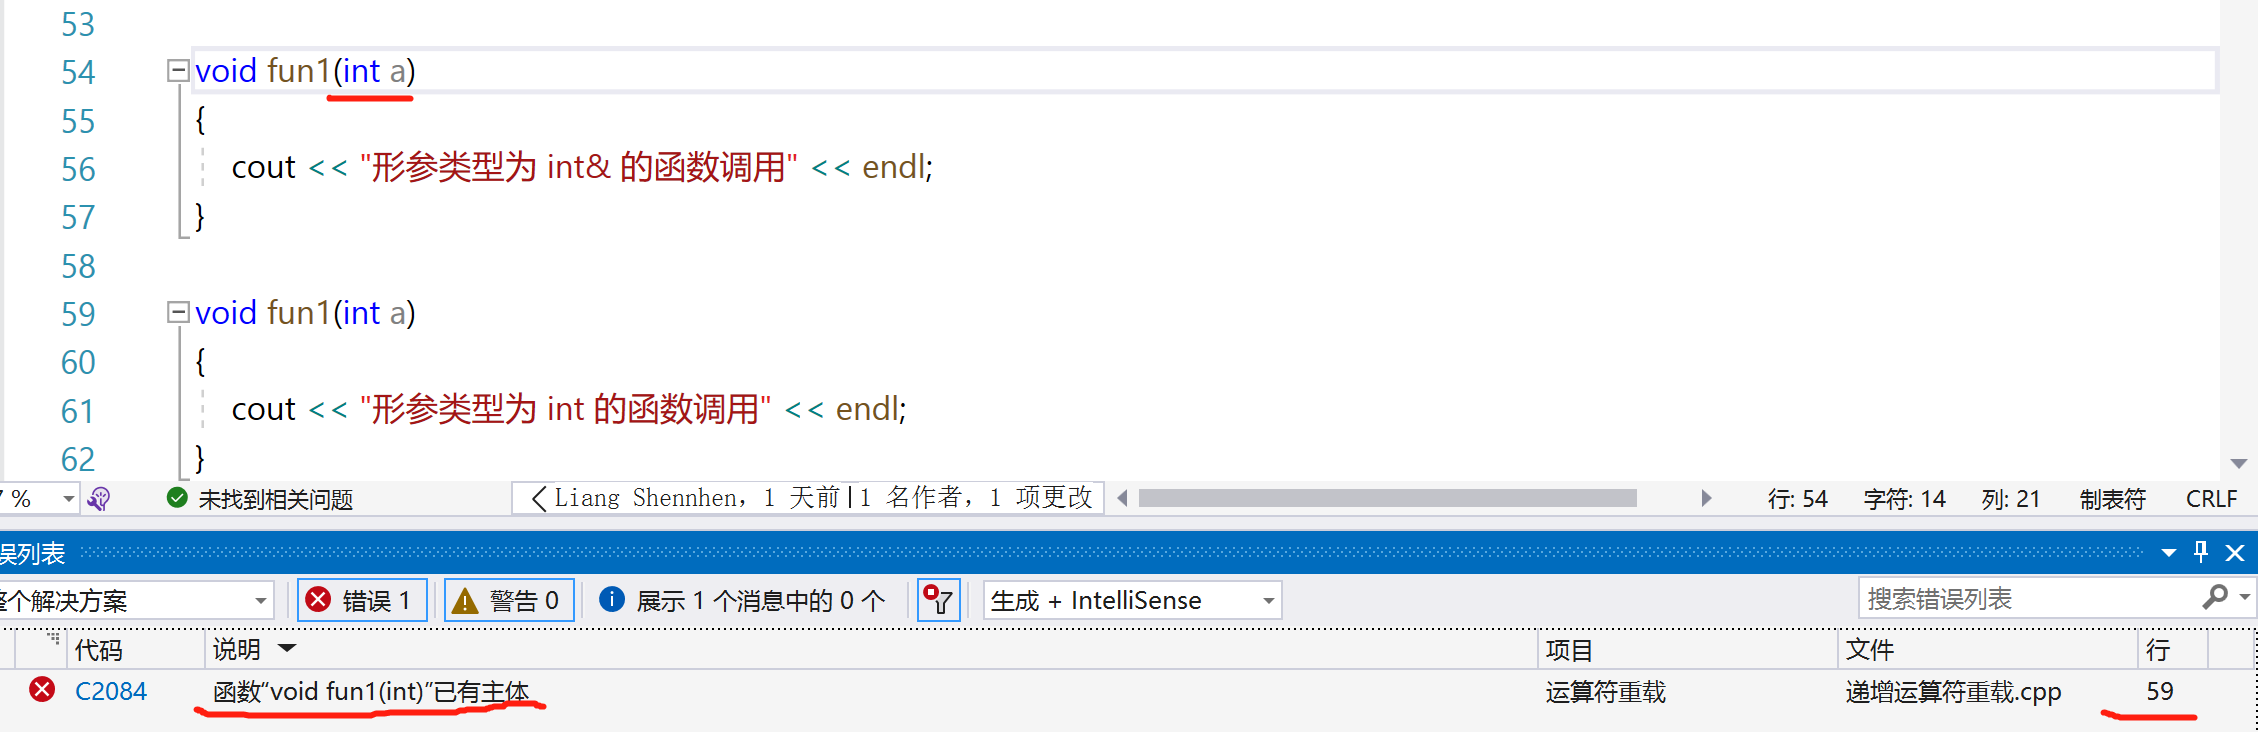 53
54 void fun1(int a)
55 {
56 cout << "形参类型为 int& 的函数调用" << endl;
57 }
58
59 void fun1(int a)
60 {
61 cout << "形参类型为 int 的函数调用" << endl;
62 }
% 未找到相关问题 Liang Shennhen，1 天前|1 名作者，1 项更改 行: 54 字符: 14 列: 21 制表符 CRLF
误列表
个解决方案 错误 1 警告 0 展示 1 个消息中的 0 个 生成 + IntelliSense 搜索错误列表
代码 说明 项目 文件 行
C2084 函数“void fun1(int)”已有主体 运算符重载 递增运算符重载.cpp 59